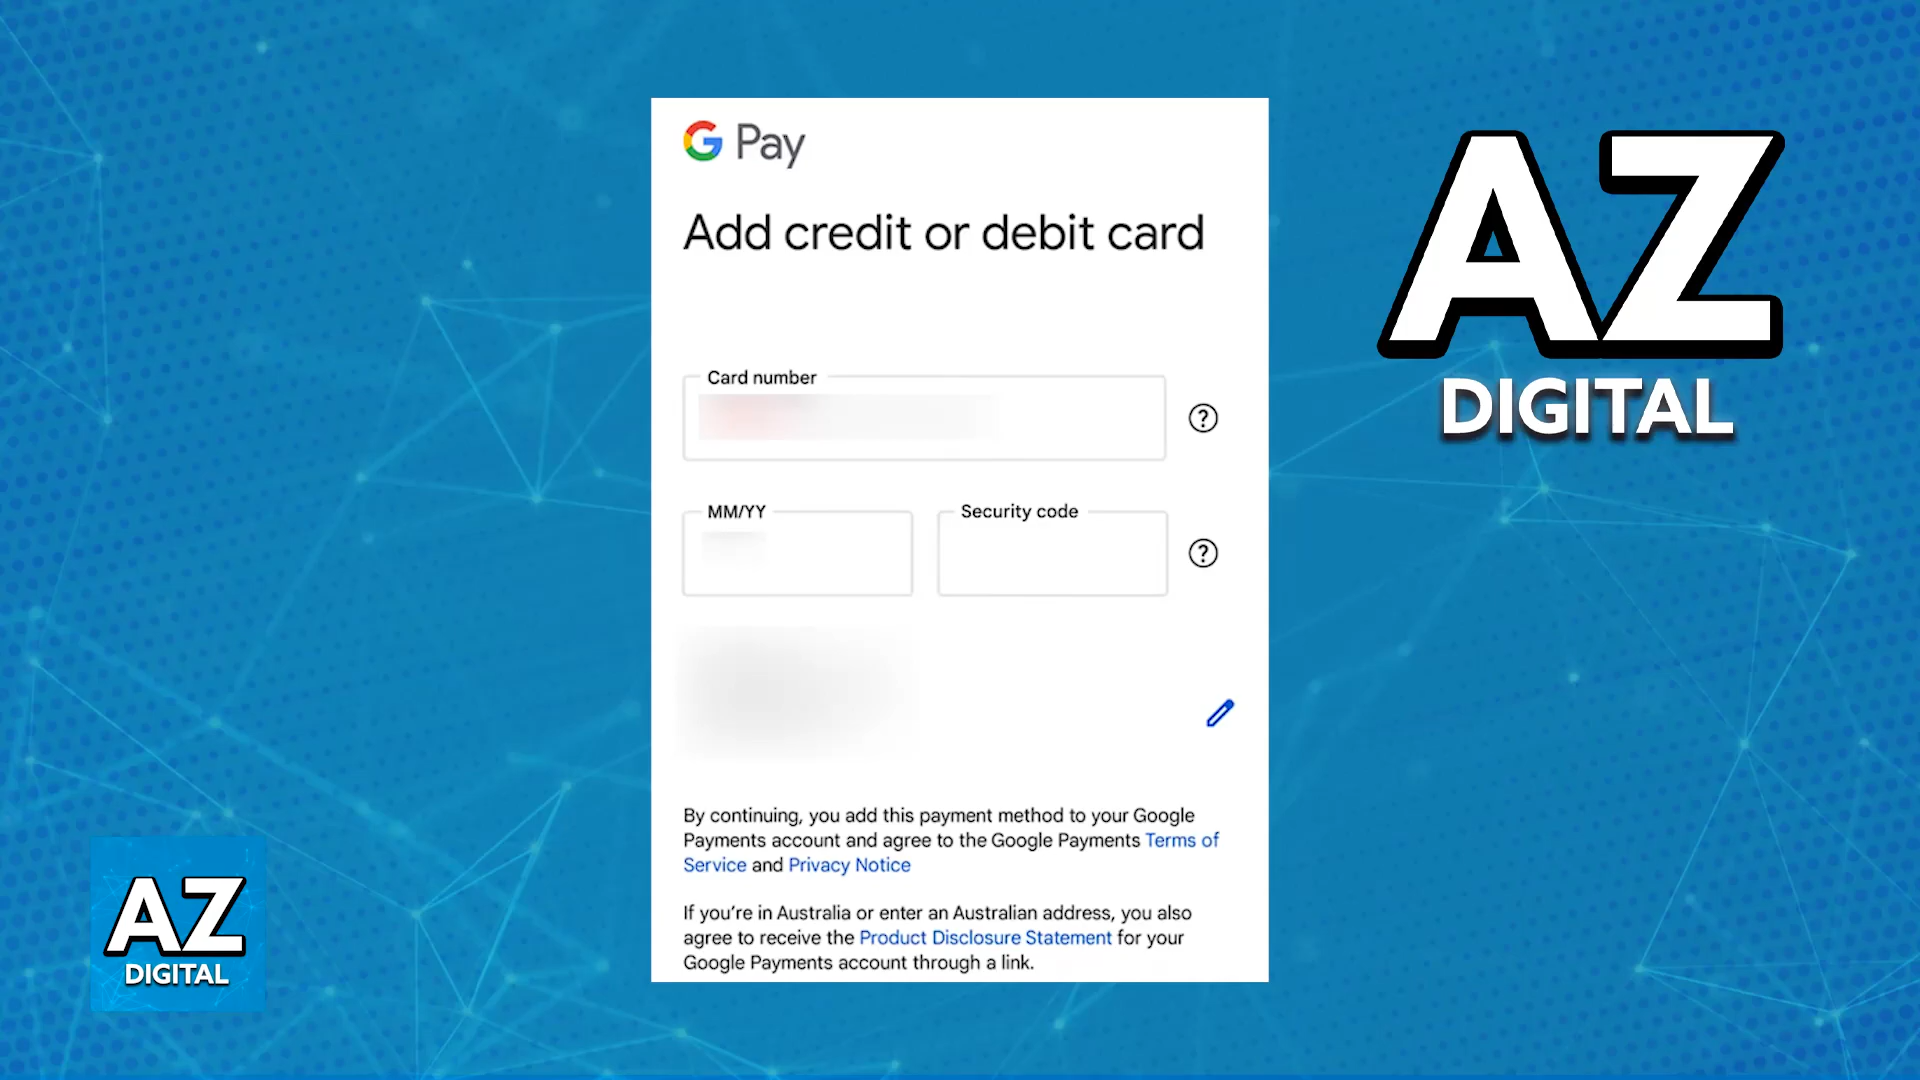 G Pay
Add credit or debit card
Card number
MM/YY
Security code
By continuing, you add this payment method to your Google
Payments account and agree to the Google Payments Terms of
Service and Privacy Notice
If you’re in Australia or enter an Australian address, you also
agree to receive the Product Disclosure Statement for your
Google Payments account through a link.
AZ
DIGITAL
AZ
DIGITAL